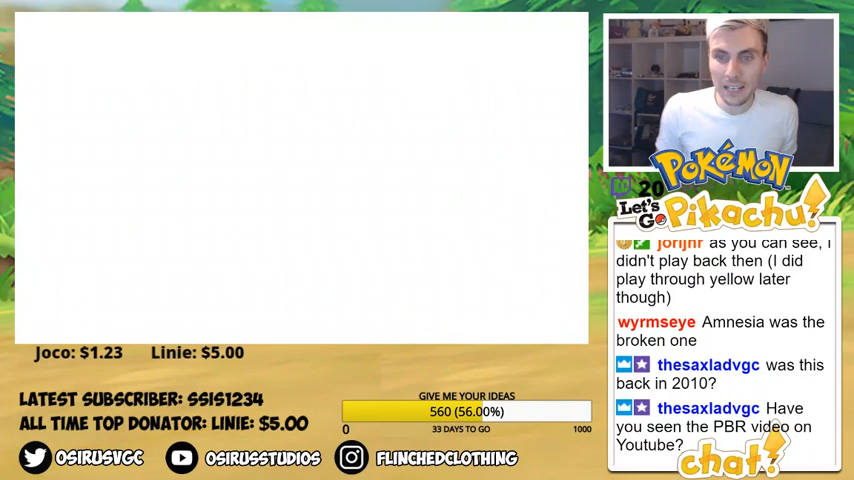 POKéMON
20
Let's
Go
Pikachu!
jorijnr as you can see, I
didn't play back then (I did
play through yellow later
though)
wyrmseye Amnesia was the
broken one
thesaxladvgc was this
back in 2010?
thesaxladvgc Have
you seen the PBR video on
Youtube?
chat!
Joco: $1.23 Linie: $5.00
LATEST SUBSCRIBER: SSIS1234
ALL TIME TOP DONATOR: LINIE: $5.00
GIVE ME YOUR IDEAS
560 (56.00%)
0 33 DAYS TO GO 1000
OSIRUSVGC OSIRUSSTUDIOS FLINCHEDCLOTHING